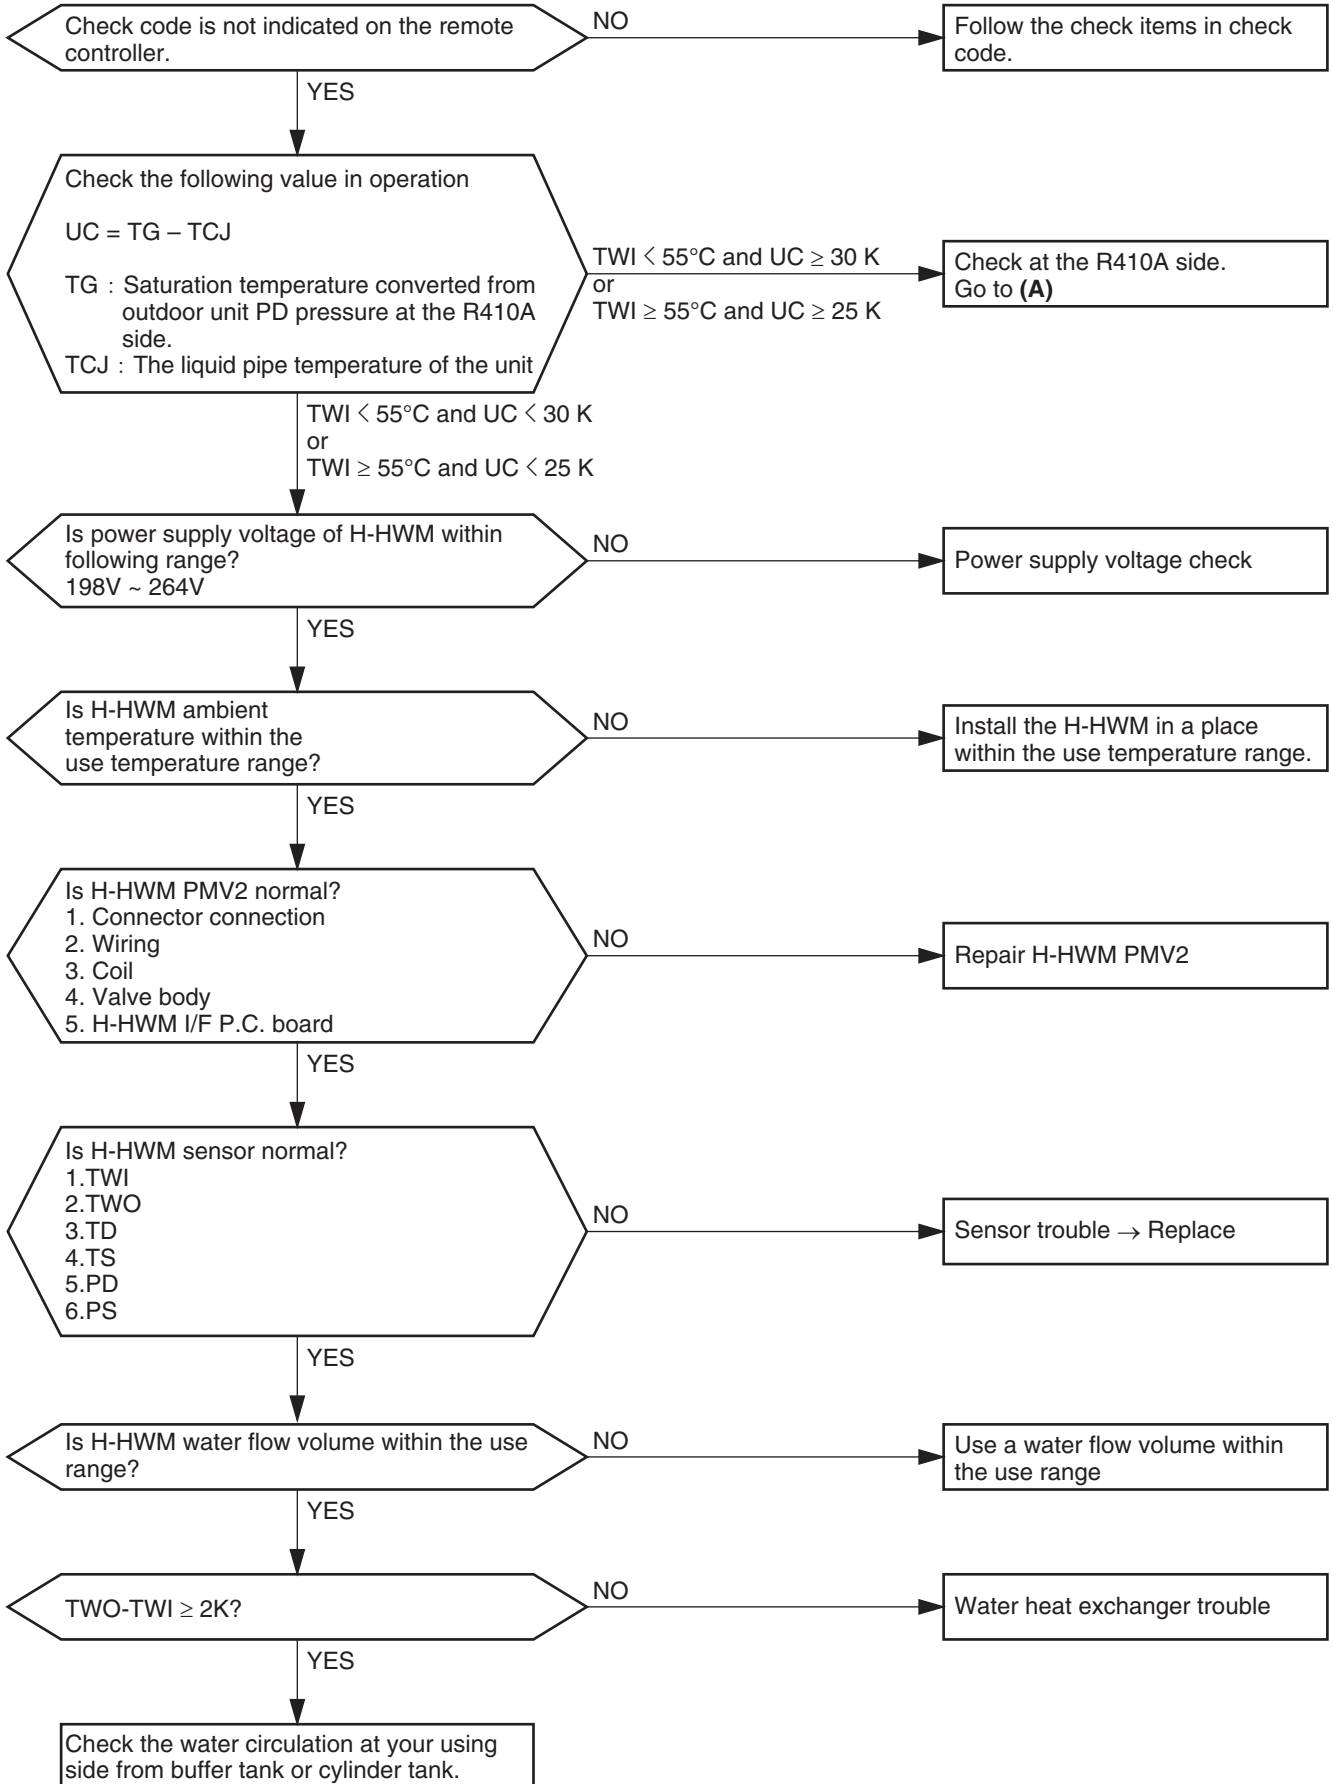 Check code is not indicated on the remote
controller.
NO
Follow the check items in check
code.
YES
Check the following value in operation
UC = TG – TCJ
TG : Saturation temperature converted from
outdoor unit PD pressure at the R410A
side.
TCJ : The liquid pipe temperature of the unit
TWI < 55°C and UC ≥ 30 K
or
TWI ≥ 55°C and UC ≥ 25 K
Check at the R410A side.
Go to (A)
TWI < 55°C and UC < 30 K
or
TWI ≥ 55°C and UC < 25 K
Is power supply voltage of H-HWM within
following range?
198V ~ 264V
NO
Power supply voltage check
YES
Is H-HWM ambient
temperature within the
use temperature range?
NO
Install the H-HWM in a place
within the use temperature range.
YES
Is H-HWM PMV2 normal?
1. Connector connection
2. Wiring
3. Coil
4. Valve body
5. H-HWM I/F P.C. board
NO
Repair H-HWM PMV2
YES
Is H-HWM sensor normal?
1.TWI
2.TWO
3.TD
4.TS
5.PD
6.PS
NO
Sensor trouble → Replace
YES
Is H-HWM water flow volume within the use
range?
NO
Use a water flow volume within
the use range
YES
TWO-TWI ≥ 2K?
NO
Water heat exchanger trouble
YES
Check the water circulation at your using
side from buffer tank or cylinder tank.